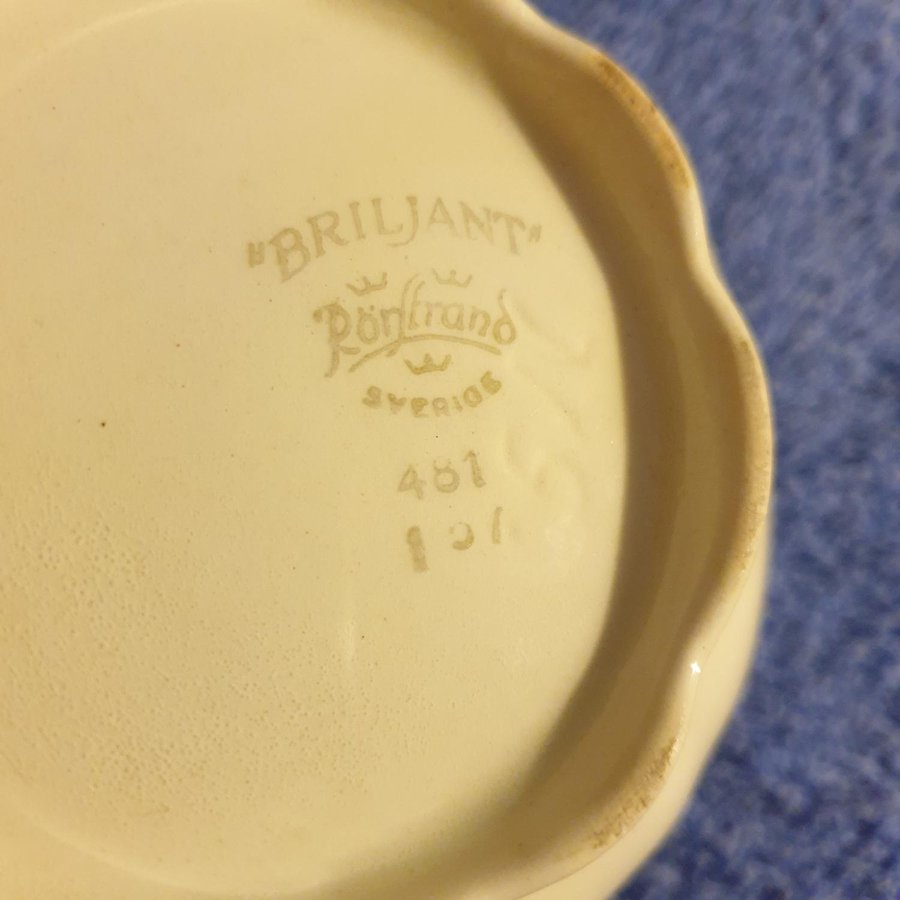 "BRILJANT"
Rörstrand
SVERIGE
481